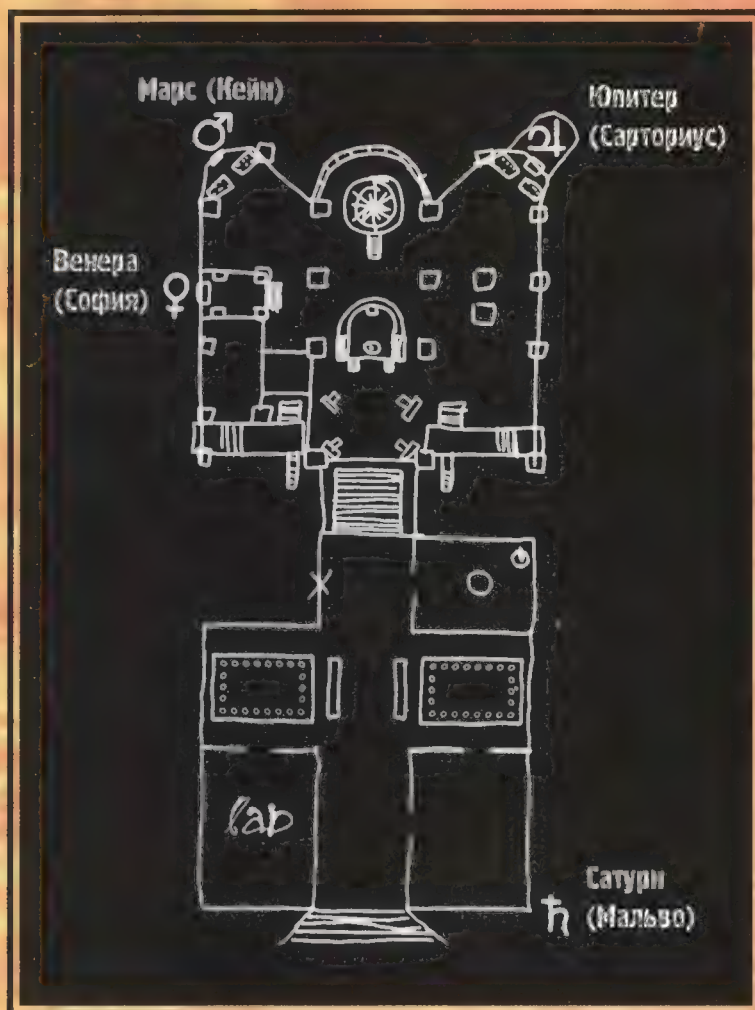 Марс (Кейн)
♂
Юпитер
♃
(Сарториус)
Венера
♀
(София)
lab
Сатурн
♄
(Мальво)